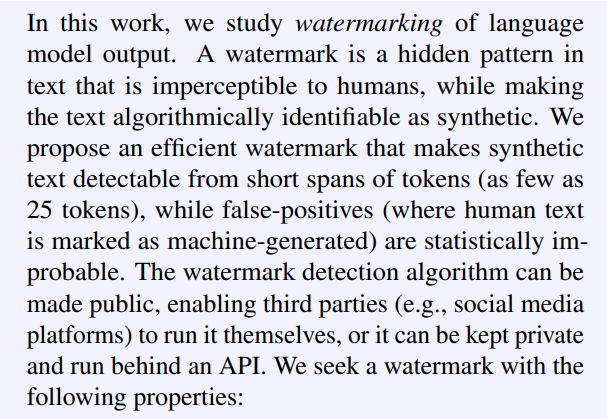 In this work, we study watermarking of language
model output. A watermark is a hidden pattern in
text that is imperceptible to humans, while making
the text algorithmically identifiable as synthetic. We
propose an efficient watermark that makes synthetic
text detectable from short spans of tokens (as few as
25 tokens), while false-positives (where human text
is marked as machine-generated) are statistically im-
probable. The watermark detection algorithm can be
made public, enabling third parties (e.g., social media
platforms) to run it themselves, or it can be kept private
and run behind an API. We seek a watermark with the
following properties: